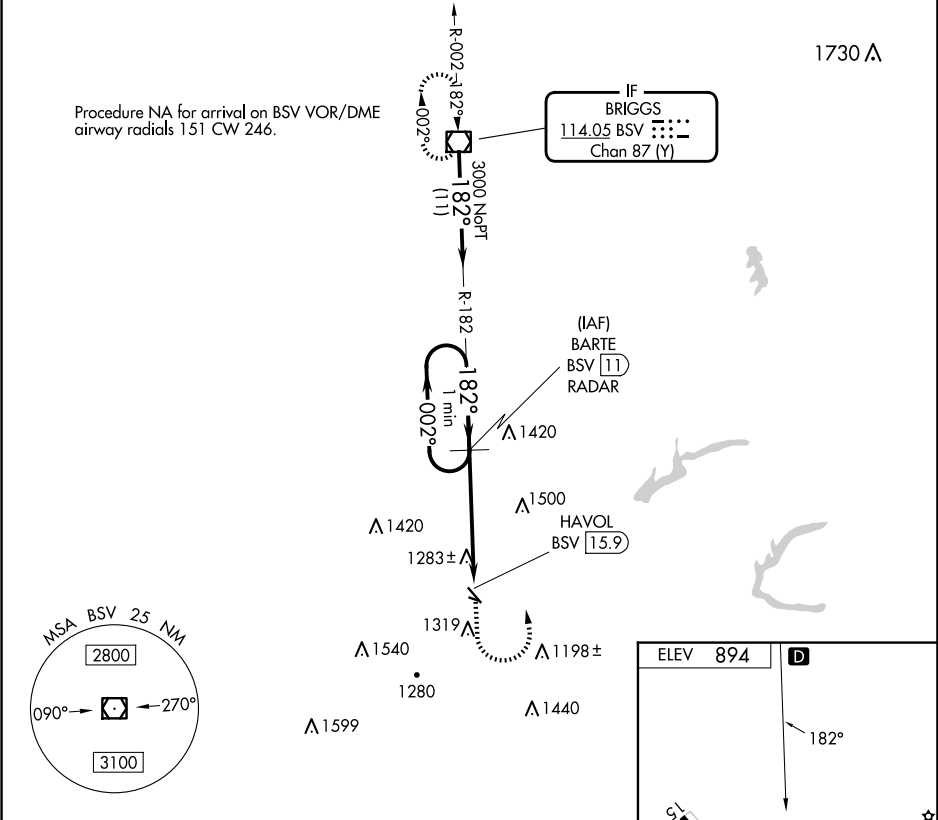 1730
Procedure NA for arrival on BSV VOR/DME
airway radials 151 CW 246.
R-002
182°
002°
IF
BRIGGS
114.05 BSV
Chan 87 (Y)
3000 NoPT
182°
(11)
R-182
(IAF)
BARTE
BSV 11
RADAR
182°
1 min
002°
1420
1500
1420
HAVOL
BSV 15.9
1283±
1319
1540
1198±
1280
1440
1599
MSA BSV 25 NM
2800
090°
270°
3100
ELEV 894 D
182°
15